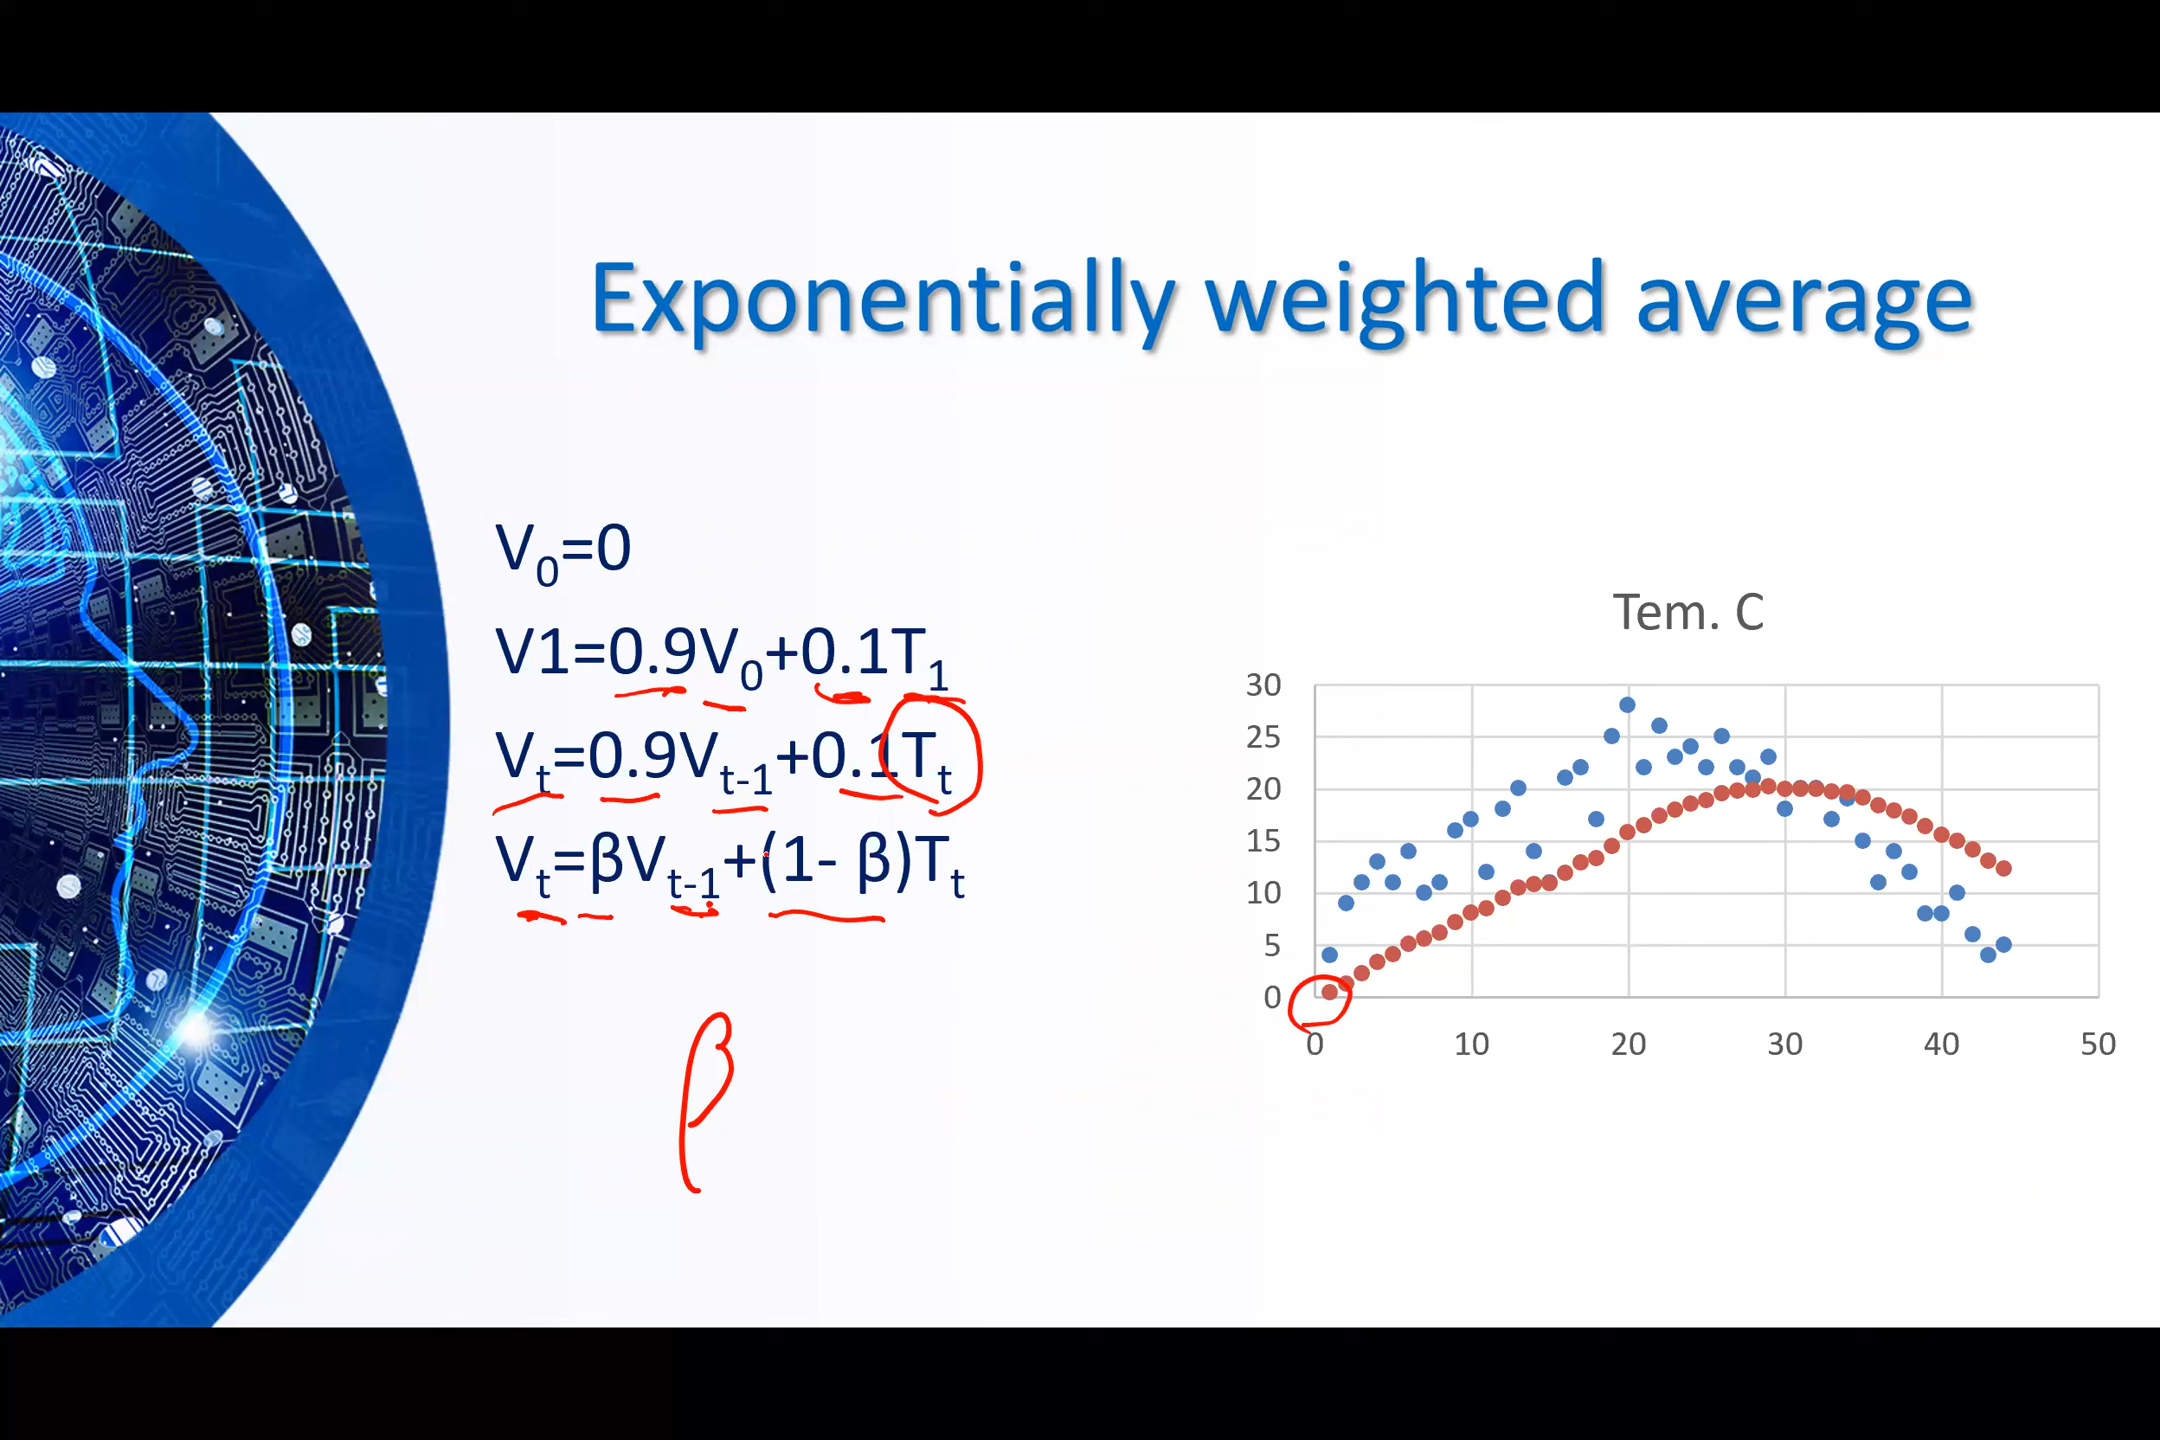 Exponentially weighted average
V₀=0
V1=0.9V₀+0.1T₁
Vₜ=0.9Vₜ₋₁+0.1Tₜ
Vₜ=βVₜ₋₁+(1- β)Tₜ
β
Tem. C
30
25
20
15
10
5
0
0 10 20 30 40 50